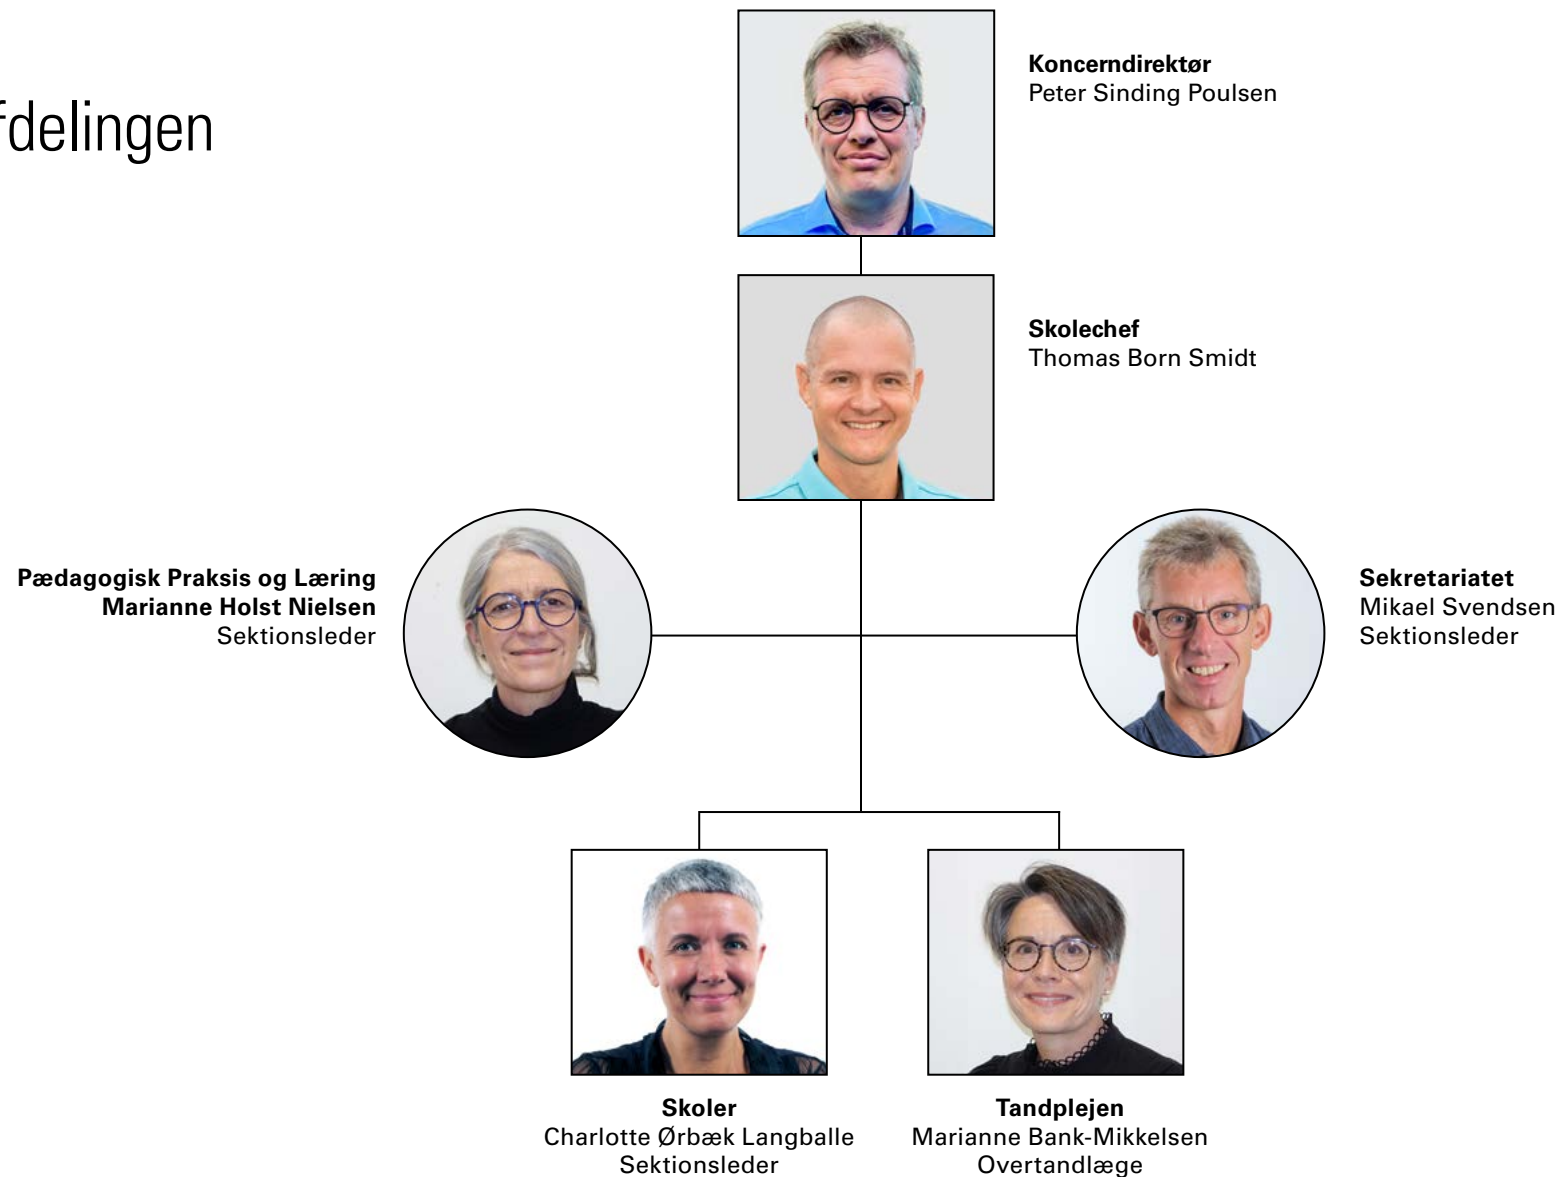 fdelingen
Koncerndirektør
Peter Sinding Poulsen
Skolechef
Thomas Born Smidt
Pædagogisk Praksis og Læring
Marianne Holst Nielsen
Sektionsleder
Sekretariatet
Mikael Svendsen
Sektionsleder
Skoler
Charlotte Ørbæk Langballe
Sektionsleder
Tandplejen
Marianne Bank-Mikkelsen
Overtandlæge